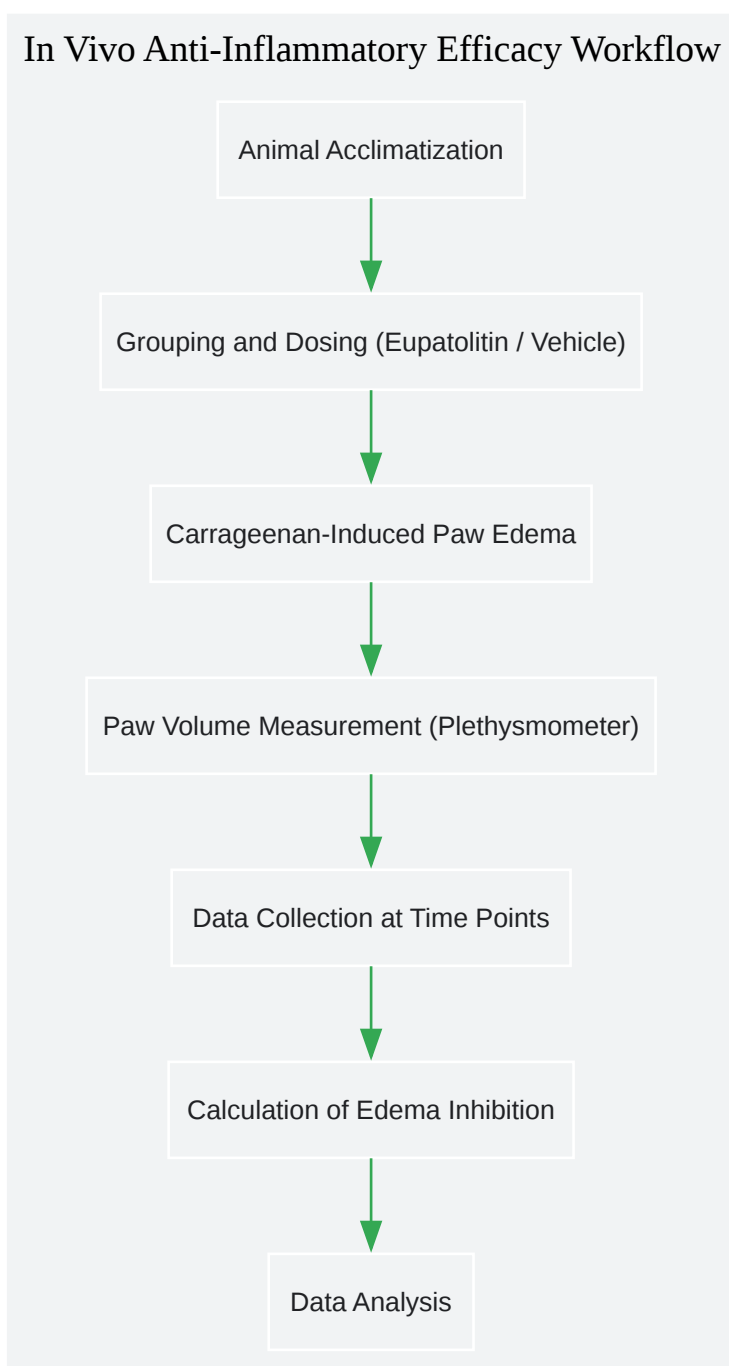 In Vivo Anti-Inflammatory Efficacy Workflow
Animal Acclimatization
Grouping and Dosing (Eupatolitin / Vehicle)
Carrageenan-Induced Paw Edema
Paw Volume Measurement (Plethysmometer)
Data Collection at Time Points
Calculation of Edema Inhibition
Data Analysis